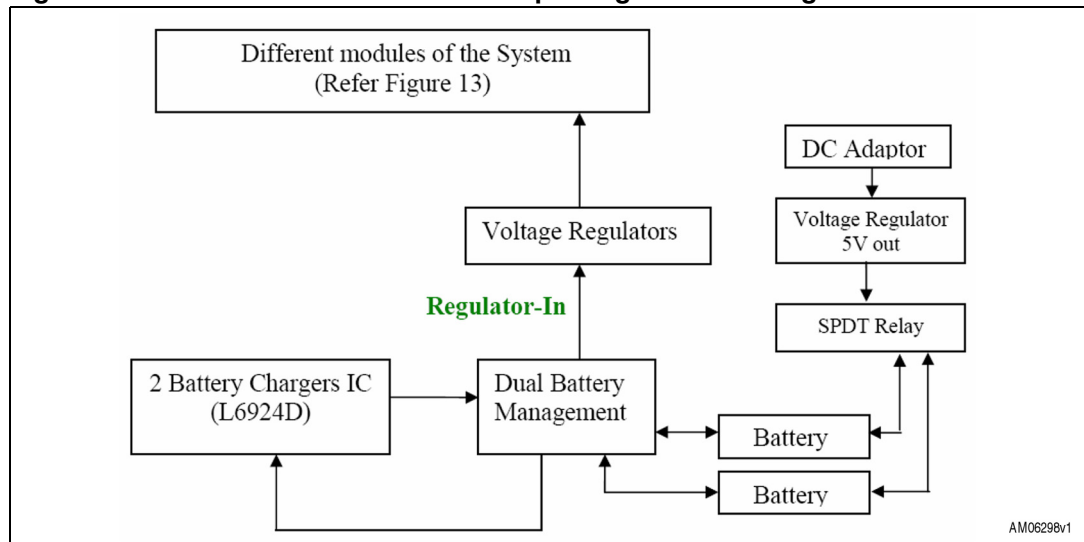 Different modules of the System
(Refer Figure 13)
DC Adaptor
Voltage Regulators
Voltage Regulator
5V out
Regulator-In
SPDT Relay
2 Battery Chargers IC
(L6924D)
Dual Battery
Management
Battery
Battery
AM06298v1